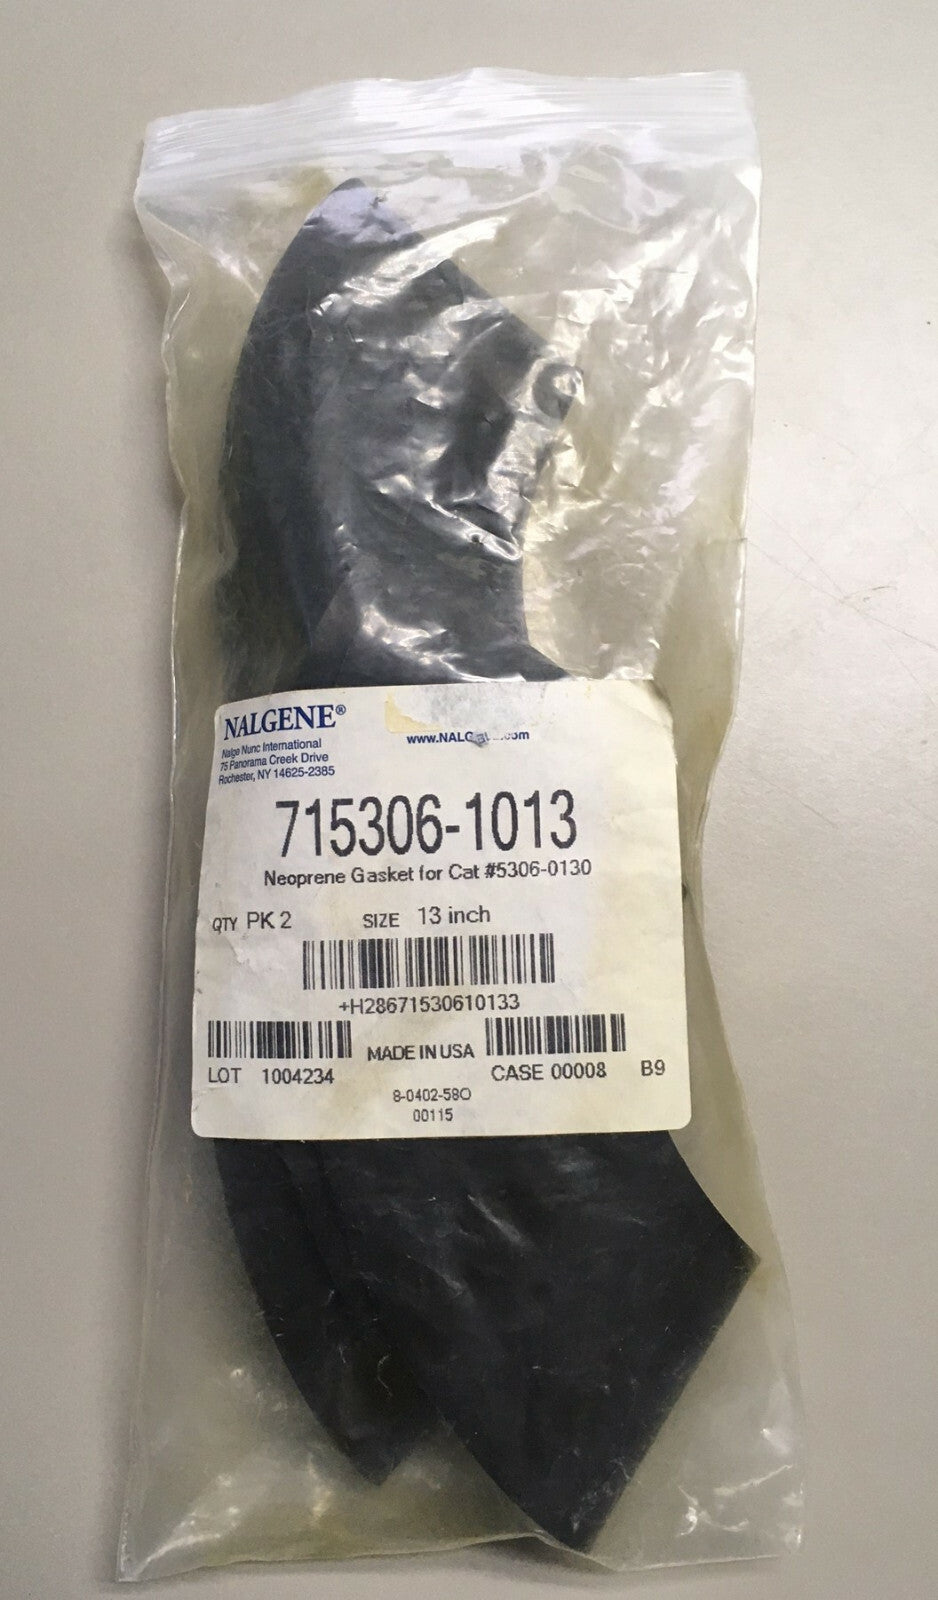 NALGENE®
Nalge Nunc International
75 Panorama Creek Drive
Rochester, NY 14625-2385
715306-1013
Neoprene Gasket for Cat #5306-0130
QTY PK 2 SIZE 13 inch
+H28671530610133
MADE IN USA
LOT 1004234 CASE 00008 B9
8-0402-58O
00115